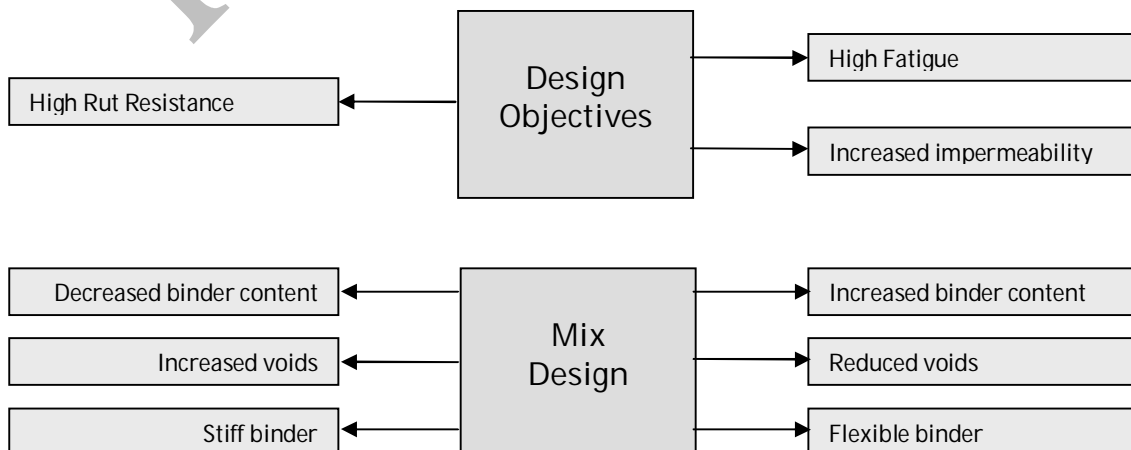 Design
Objectives
High Rut Resistance
High Fatigue
Increased impermeability
Mix
Design
Decreased binder content
Increased voids
Stiff binder
Increased binder content
Reduced voids
Flexible binder